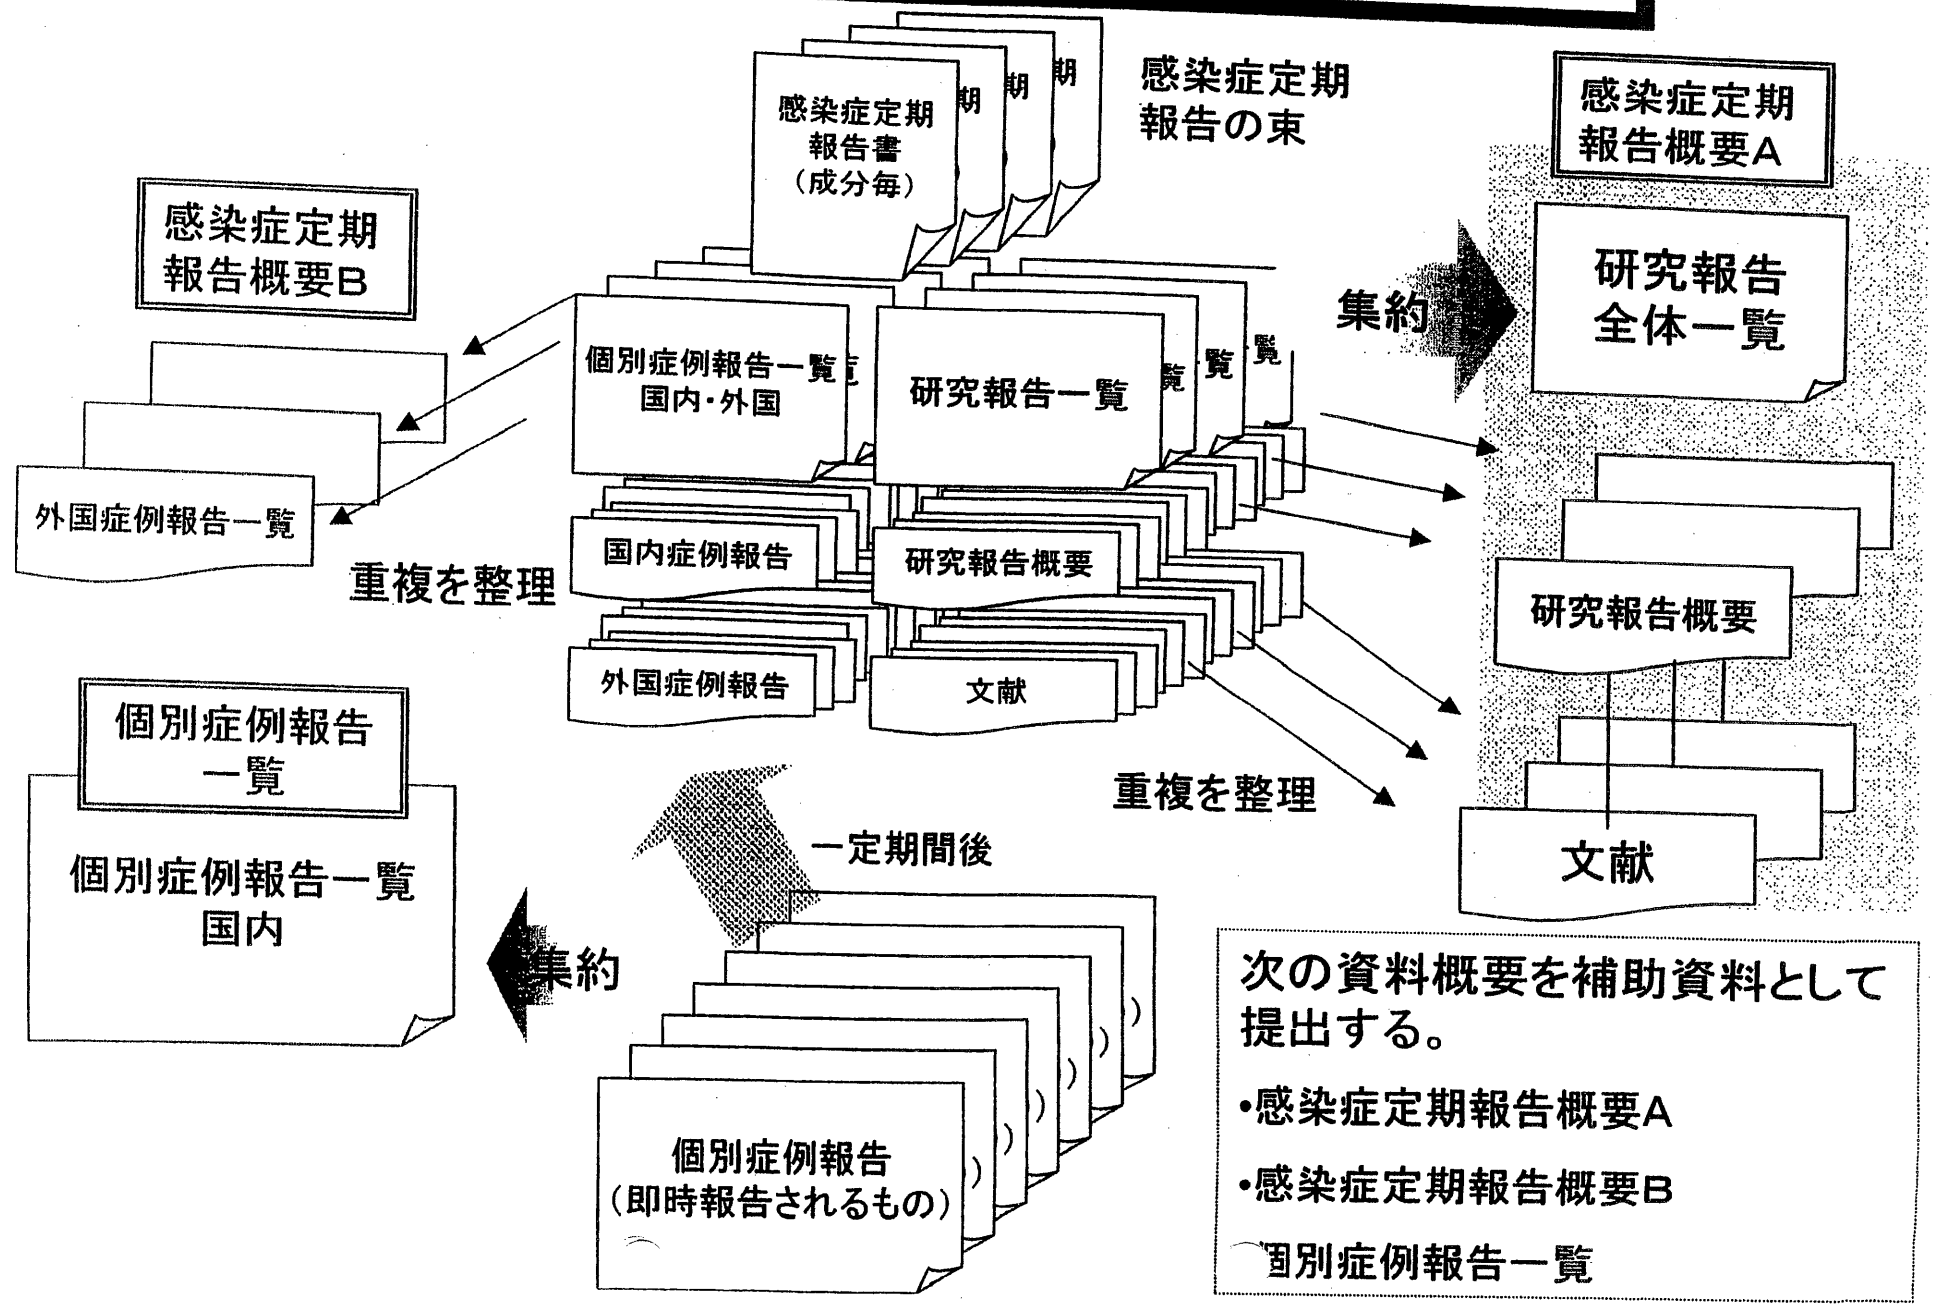 感染症定期
報告書
(成分毎)
期
期
期
感染症定期
報告の束
感染症定期
報告概要A
感染症定期
報告概要B
研究報告
全体一覧
集約
個別症例報告一覧
国内・外国
研究報告一覧
覧
一覧
一覧
外国症例報告一覧
重複を整理
国内症例報告
研究報告概要
研究報告概要
外国症例報告
文献
個別症例報告
一覧
重複を整理
一定期間後
文献
個別症例報告一覧
国内
集約
個別症例報告
(即時報告されるもの)
)
)
)
)
)
)
次の資料概要を補助資料として
提出する。
・感染症定期報告概要A
・感染症定期報告概要B
個別症例報告一覧